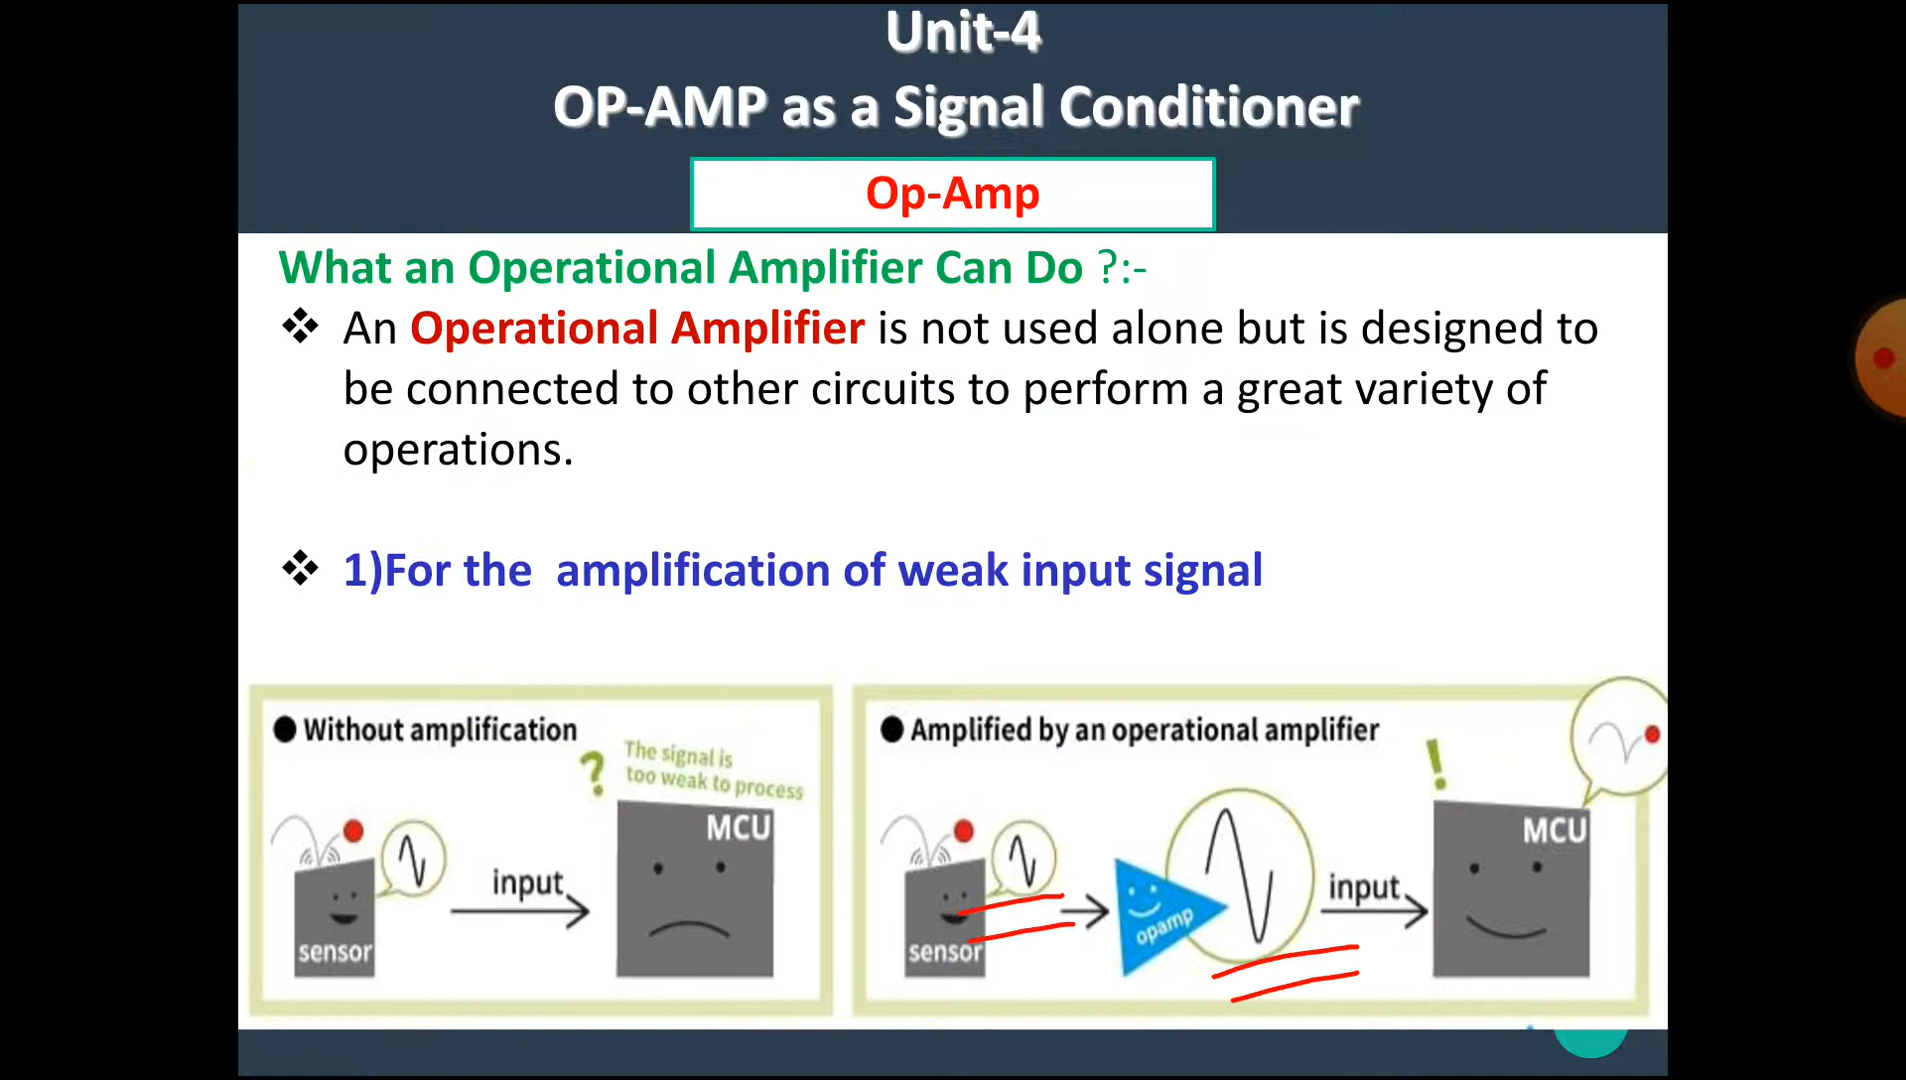 Unit-4
OP-AMP as a Signal Conditioner
Op-Amp
What an Operational Amplifier Can Do ?:-
❖ An Operational Amplifier is not used alone but is designed to
be connected to other circuits to perform a great variety of
operations.
❖ 1)For the amplification of weak input signal
● Without amplification
? The signal is
too weak to process
MCU
input
sensor
● Amplified by an operational amplifier
!
MCU
input
opamp
sensor